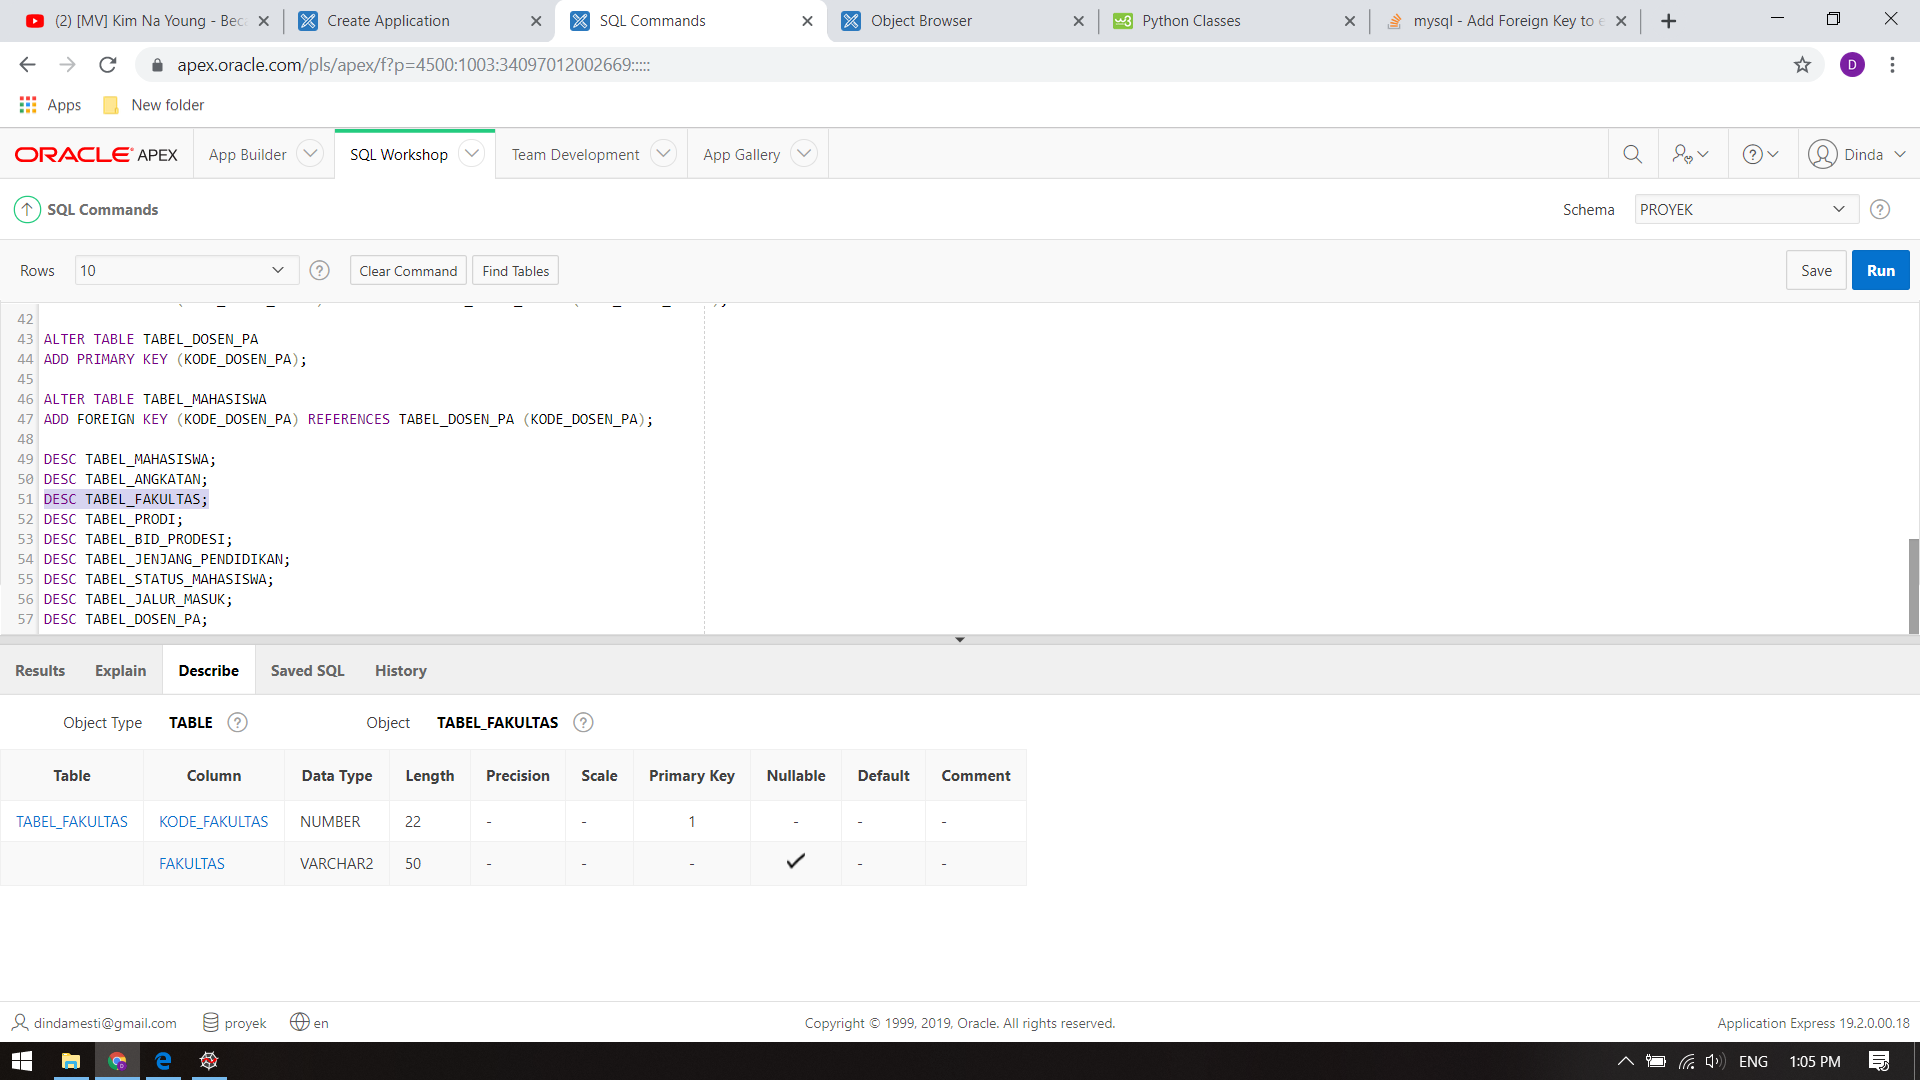 (2) [MV] Kim Na Young - Bec
Create Application
SQL Commands
Object Browser
Python Classes
mysql - Add Foreign Key to e
apex.oracle.com/pls/apex/f?p=4500:1003:34097012002669:::::
D
Apps
New folder
ORACLE APEX
App Builder
SQL Workshop
Team Development
App Gallery
Dinda
SQL Commands
Schema
PROYEK
Rows
10
Clear Command
Find Tables
Save
Run
42
43 ALTER TABLE TABEL_DOSEN_PA
44 ADD PRIMARY KEY (KODE_DOSEN_PA);
45
46 ALTER TABLE TABEL_MAHASISWA
47 ADD FOREIGN KEY (KODE_DOSEN_PA) REFERENCES TABEL_DOSEN_PA (KODE_DOSEN_PA);
48
49 DESC TABEL_MAHASISWA;
50 DESC TABEL_ANGKATAN;
51 DESC TABEL_FAKULTAS;
52 DESC TABEL_PRODI;
53 DESC TABEL_BID_PRODESI;
54 DESC TABEL_JENJANG_PENDIDIKAN;
55 DESC TABEL_STATUS_MAHASISWA;
56 DESC TABEL_JALUR_MASUK;
57 DESC TABEL_DOSEN_PA;
Results Explain Describe Saved SQL History
Object Type TABLE Object TABEL_FAKULTAS
Table Column Data Type Length Precision Scale Primary Key Nullable Default Comment
TABEL_FAKULTAS KODE_FAKULTAS NUMBER 22 - - 1 - - -
FAKULTAS VARCHAR2 50 - - - ✓ - -
dindamesti@gmail.com proyek en
Copyright © 1999, 2019, Oracle. All rights reserved.
Application Express 19.2.0.00.18
ENG 1:05 PM